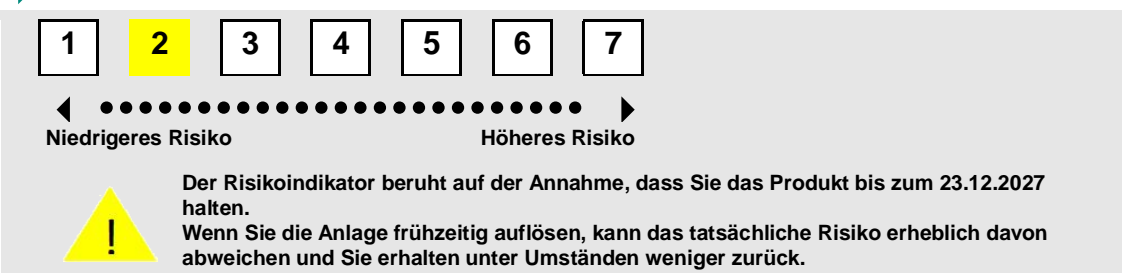 1 2 3 4 5 6 7
Niedrigeres Risiko Höheres Risiko
Der Risikoindikator beruht auf der Annahme, dass Sie das Produkt bis zum 23.12.2027
halten.
Wenn Sie die Anlage frühzeitig auflösen, kann das tatsächliche Risiko erheblich davon
abweichen und Sie erhalten unter Umständen weniger zurück.
!